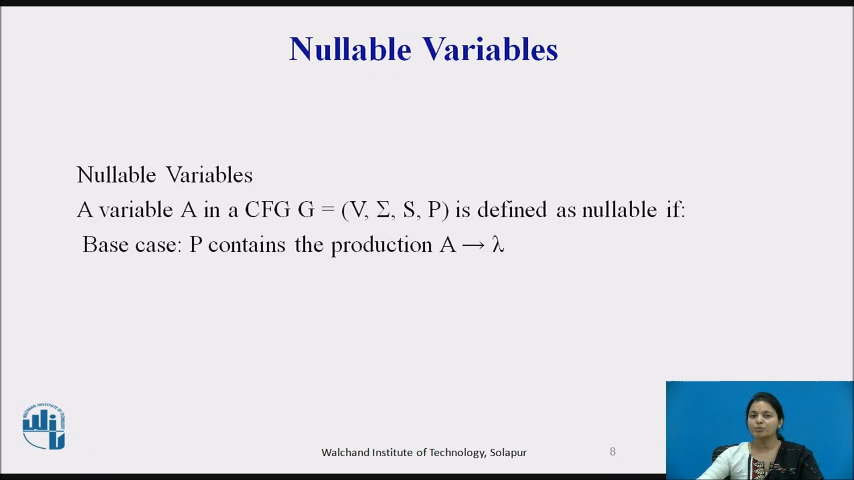 Nullable Variables
Nullable Variables
A variable A in a CFG G = (V, Σ, S, P) is defined as nullable if:
Base case: P contains the production A → λ
Walchand Institute of Technology, Solapur
8